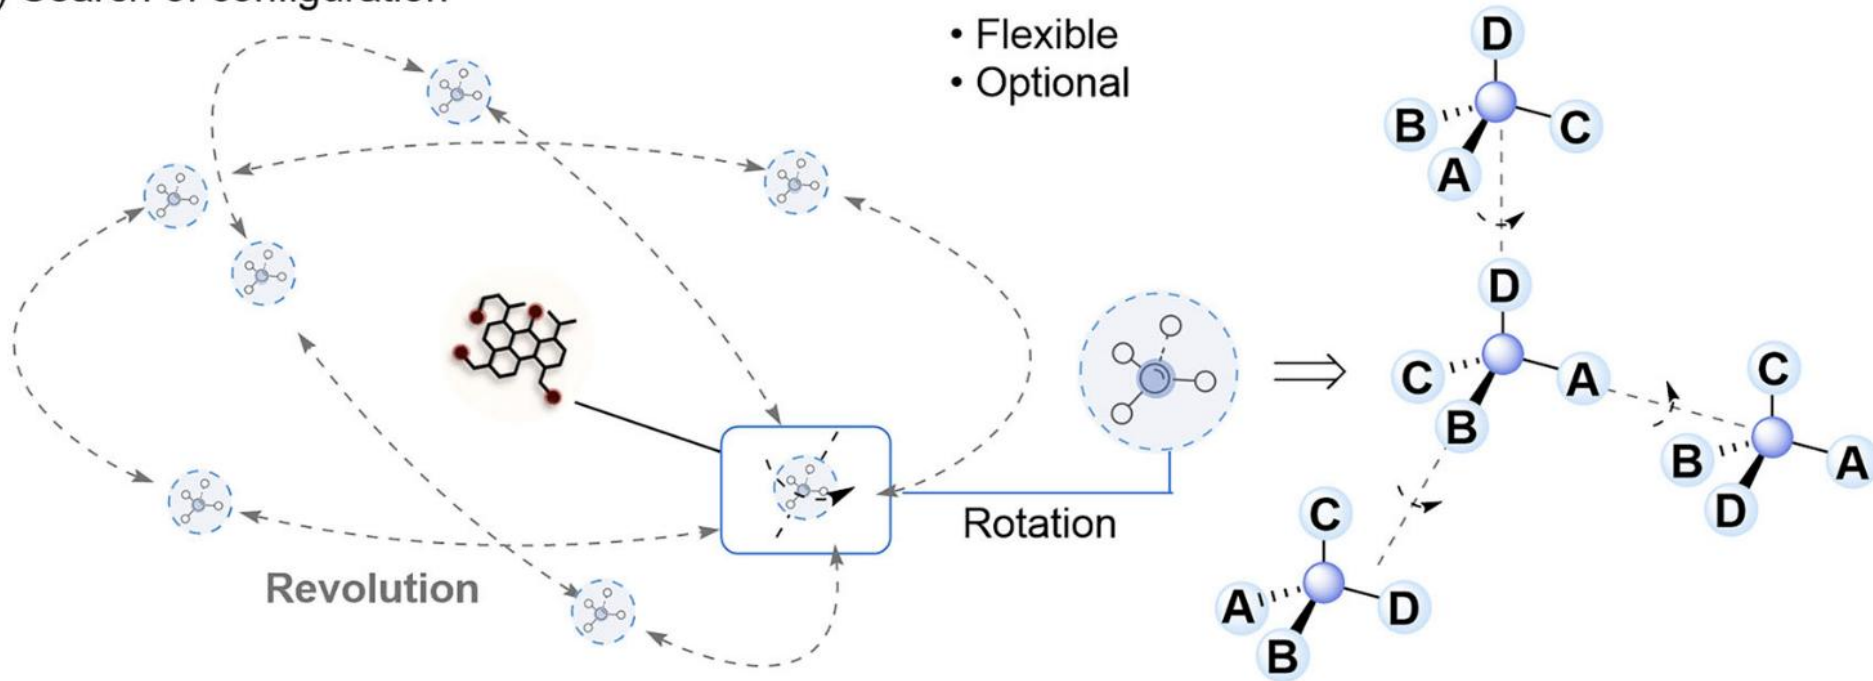 • Flexible
• Optional
Revolution
Rotation
D
B
C
A
D
C
A
B
C
B
A
D
C
A
D
B